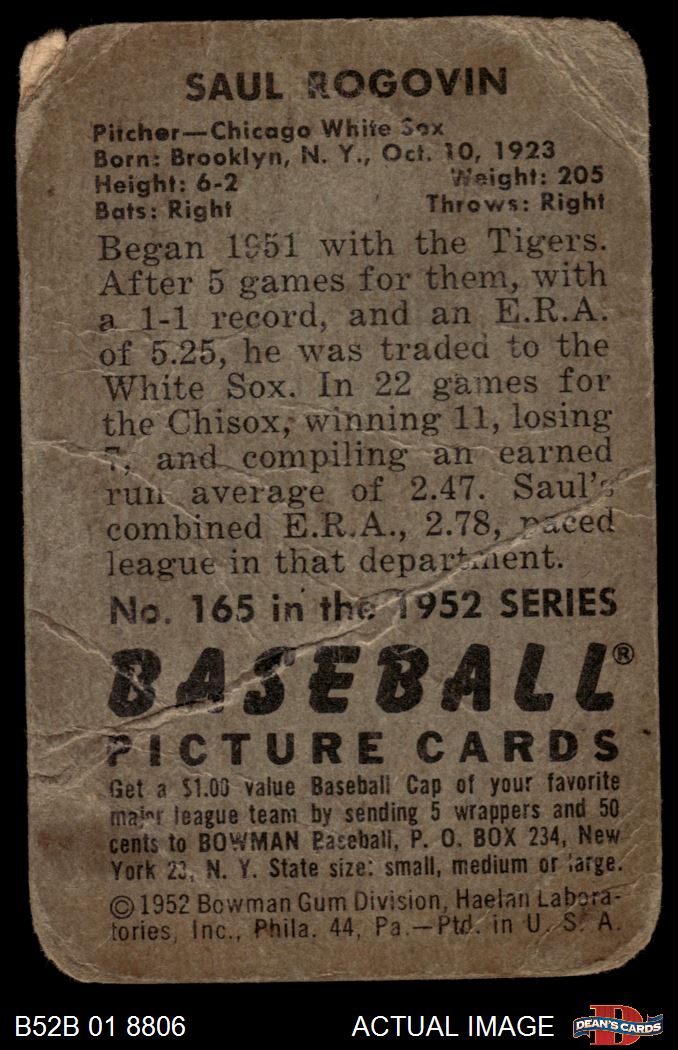 SAUL ROGOVIN
Pitcher—Chicago White Sox
Born: Brooklyn, N. Y., Oct. 10, 1923
Height: 6-2 Weight: 205
Bats: Right Throws: Right
Began 1951 with the Tigers.
After 5 games for them, with
a 1-1 record, and an E.R.A.
of 5.25, he was traded to the
White Sox. In 22 games for
the Chisox, winning 11, losing
7, and compiling an earned
run average of 2.47. Saul's
combined E.R.A., 2.78, paced
league in that department.
No. 165 in the 1952 SERIES
BASEBALL®
PICTURE CARDS
Get a $1.00 value Baseball Cap of your favorite
major league team by sending 5 wrappers and 50
cents to BOWMAN Baseball, P. O. BOX 234, New
York 23, N. Y. State size: small, medium or large.
©1952 Bowman Gum Division, Haelan Labora-
tories, Inc., Phila. 44, Pa.—Ptd. in U. S. A.
B52B 01 8806 ACTUAL IMAGE DEAN'S CARDS